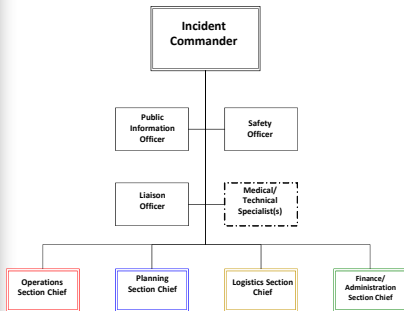 Incident
Commander
Public
Information
Officer
Safety
Officer
Liaison
Officer
Medical/
Technical
Specialist(s)
Operations
Section Chief
Planning
Section Chief
Logistics Section
Chief
Finance/
Administration
Section Chief